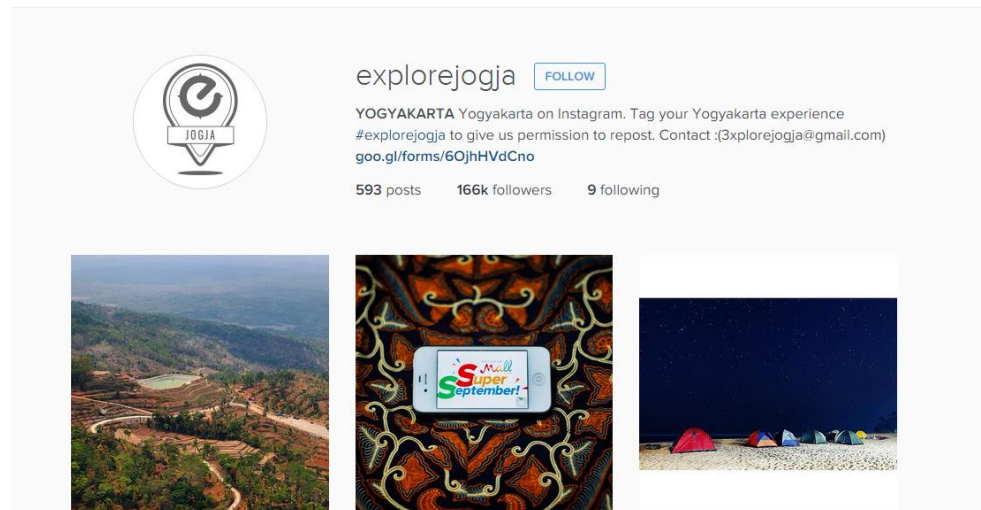 JOGJA
explorejogja FOLLOW
YOGYAKARTA Yogyakarta on Instagram. Tag your Yogyakarta experience
#explorejogja to give us permission to repost. Contact :(3xplorejogja@gmail.com)
goo.gl/forms/6OjhHVdCno
593 posts 166k followers 9 following
Mall
Super
September!